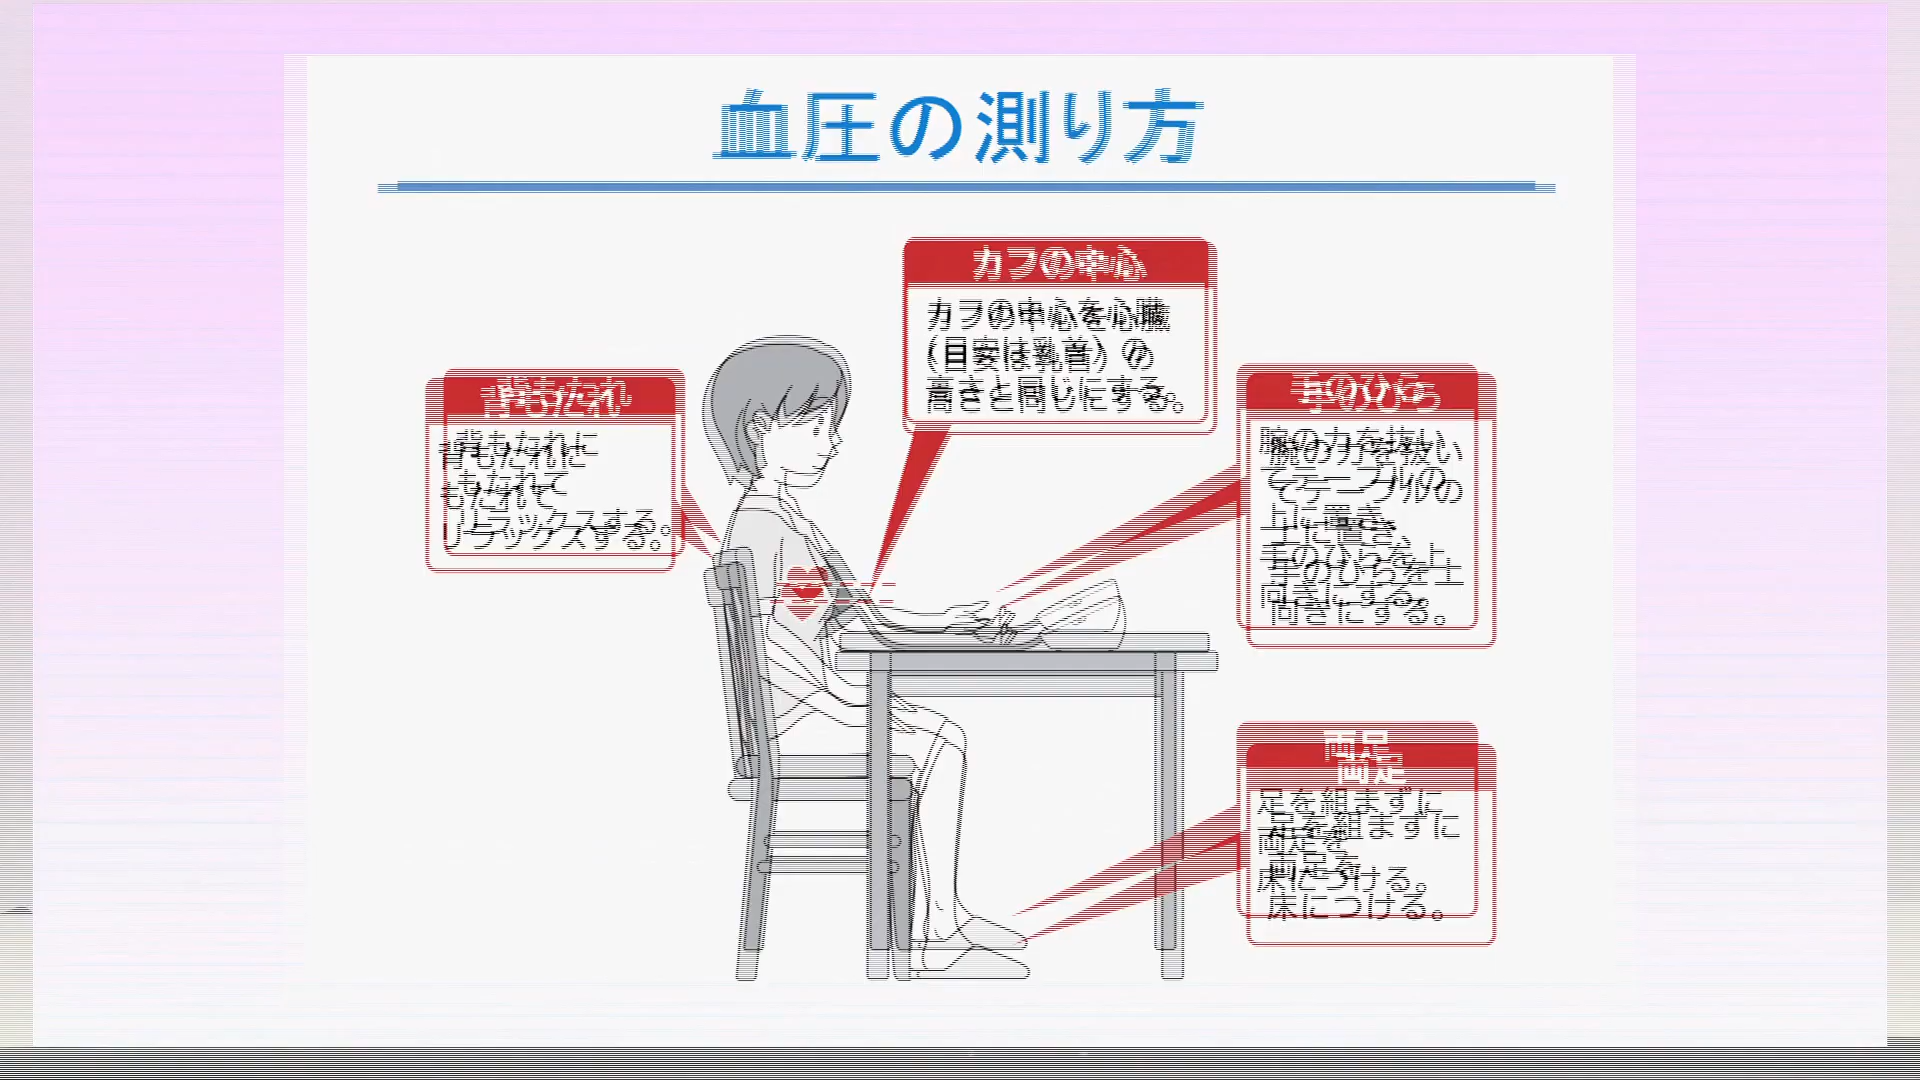 血圧の測り方
カフの中心
カフの中心を心臓
（目安は乳首）の
高さと同じにする。
背もたれ
背もたれに
もたれて
リラックスする。
手のひら
腕の力を抜い
てテーブルの
上に置き、
手のひらを上
向きにする。
両足
足を組まずに
両足を
床につける。